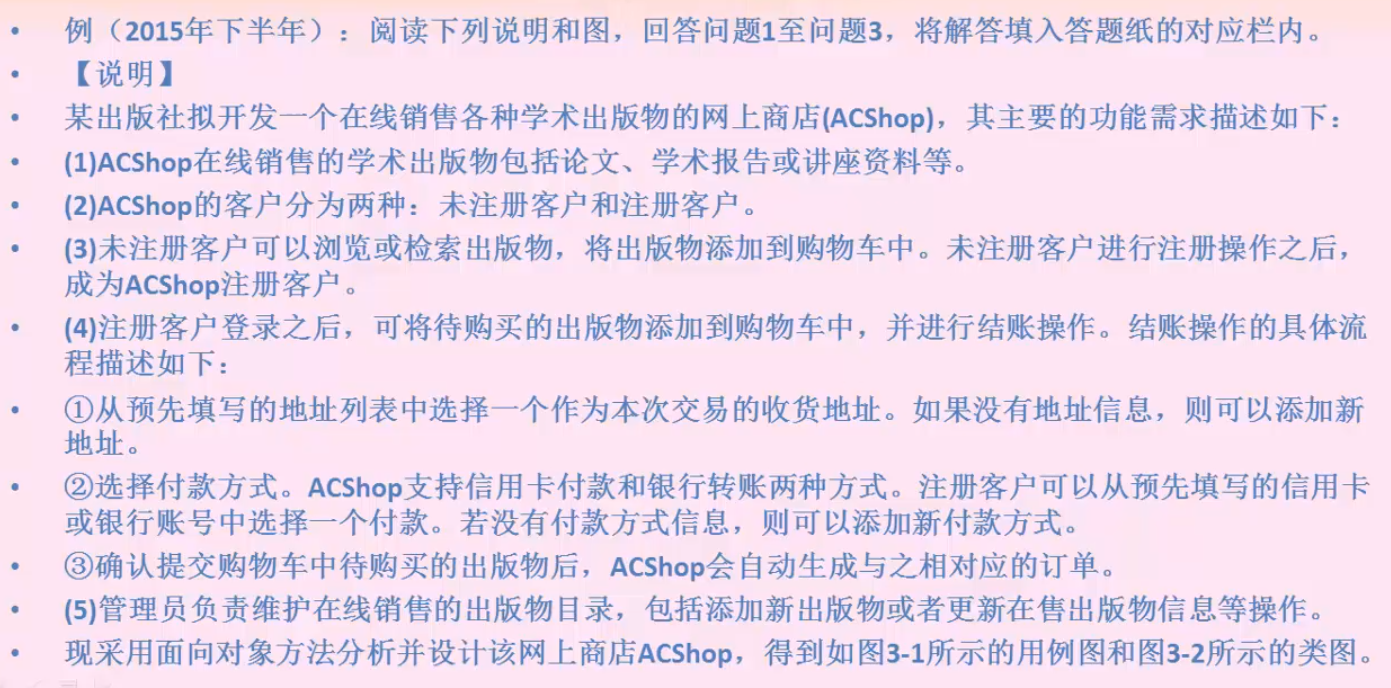 • 例（2015年下半年）：阅读下列说明和图，回答问题1至问题3，将解答填入答题纸的对应栏内。
• 【说明】
• 某出版社拟开发一个在线销售各种学术出版物的网上商店(ACShop)，其主要的功能需求描述如下：
• (1)ACShop在线销售的学术出版物包括论文、学术报告或讲座资料等。
• (2)ACShop的客户分为两种：未注册客户和注册客户。
• (3)未注册客户可以浏览或检索出版物，将出版物添加到购物车中。未注册客户进行注册操作之后，
成为ACShop注册客户。
• (4)注册客户登录之后，可将待购买的出版物添加到购物车中，并进行结账操作。结账操作的具体流
程描述如下：
• ①从预先填写的地址列表中选择一个作为本次交易的收货地址。如果没有地址信息，则可以添加新
地址。
• ②选择付款方式。ACShop支持信用卡付款和银行转账两种方式。注册客户可以从预先填写的信用卡
或银行账号中选择一个付款。若没有付款方式信息，则可以添加新付款方式。
• ③确认提交购物车中待购买的出版物后，ACShop会自动生成与之相对应的订单。
• (5)管理员负责维护在线销售的出版物目录，包括添加新出版物或者更新在售出版物信息等操作。
• 现采用面向对象方法分析并设计该网上商店ACShop，得到如图3-1所示的用例图和图3-2所示的类图。